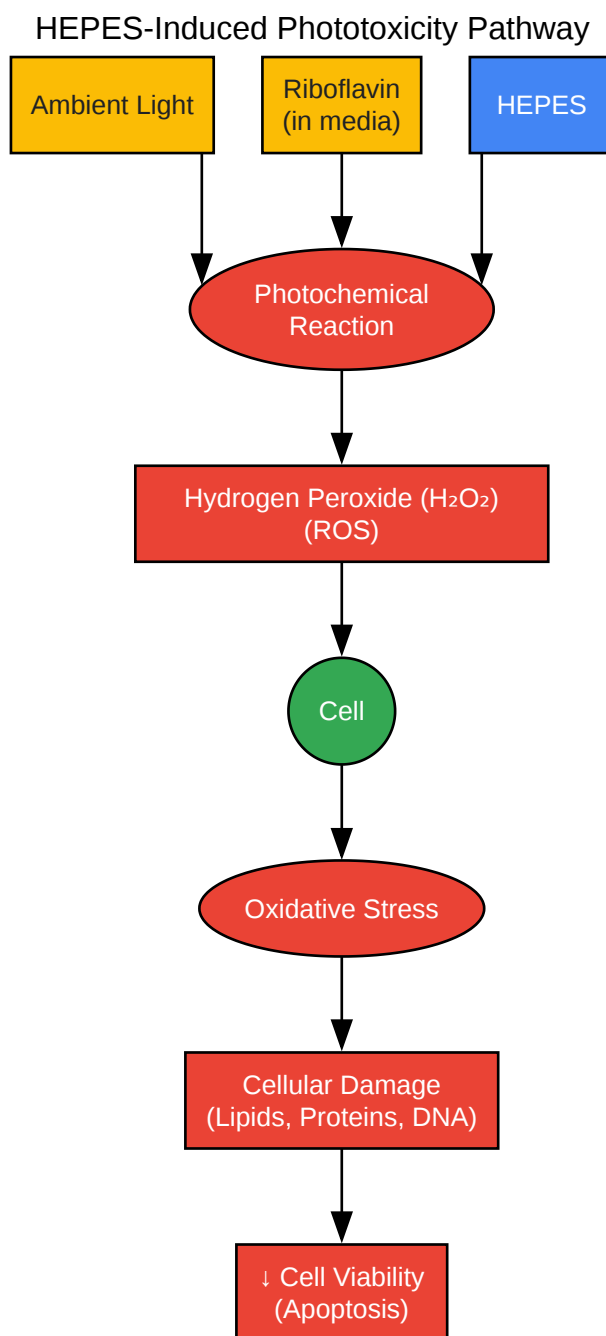 HEPES-Induced Phototoxicity Pathway
Ambient Light
Riboflavin
(in media)
HEPES
Photochemical
Reaction
Hydrogen Peroxide (H₂O₂)
(ROS)
Cell
Oxidative Stress
Cellular Damage
(Lipids, Proteins, DNA)
↓ Cell Viability
(Apoptosis)